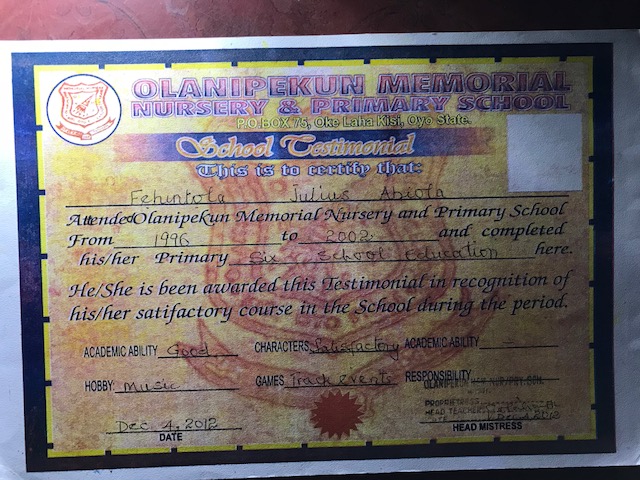 OLANIPEKUN MEMORIAL
NURSERY & PRIMARY SCHOOL
P.O.BOX 75, Oke Laha Kisi, Oyo State.
School Testimonial
This is to certify that:
Fehintola Julius Abiola
Attended Olanipekun Memorial Nursery and Primary School
From 1996 to 2002 and completed
his/her Primary Six School Education here.
He/She is been awarded this Testimonial in recognition of
his/her satifactory course in the School during the period.
ACADEMIC ABILITY Good CHARACTERS Satisfactory ACADEMIC ABILITY -
HOBBY: Music GAMES Track events RESPONSIBILITY
OLANIPEKUN
PROPRIETRESS
HEAD TEACHER
Dec 4, 2012
DATE HEAD MISTRESS